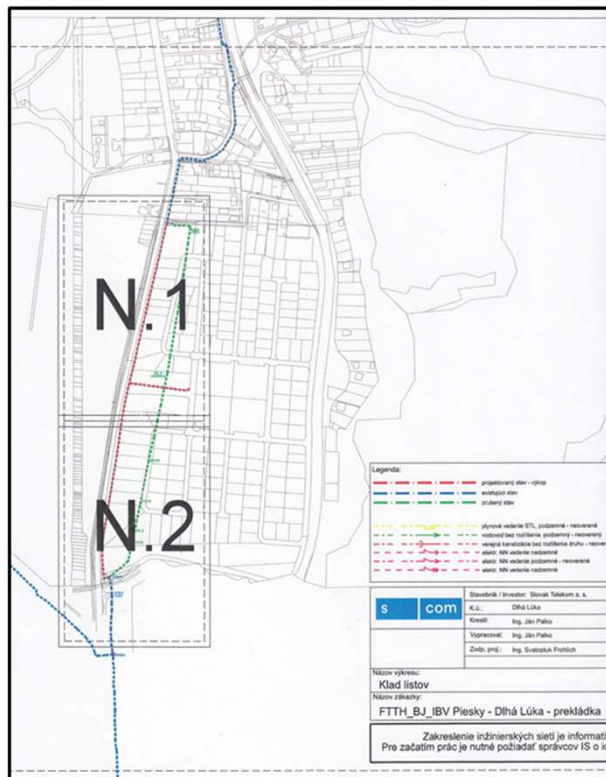 N.1
N.2
Legenda:
projektovaný stav - výkop
existujúci stav
zrušený stav
plynové vedenie STL, podzemné - neoverené
vodovod bez rozlíšenia, podzemný - neoverený
verejná kanalizácia bez rozlíšenia druhu - neover
elektr. NN vedenie nadzemné
elektr. NN vedenie podzemné - neoverené
elektr. NN vedenie nadzemné
s com
Stavebník / Investor: Slovak Telekom a. s.
K.ú.: Dlhá Lúka
Kreslil: Ing. Ján Palko
Vypracoval: Ing. Ján Palko
Zodp. proj.: Ing. Svatopluk Frohlich
Názov výkresu:
Klad listov
Názov zákazky:
FTTH_BJ_IBV Piesky - Dlhá Lúka - prekládka
Zakreslenie inžinierskych sietí je informatí
Pre začatím prác je nutné požiadať správcov IS o ic